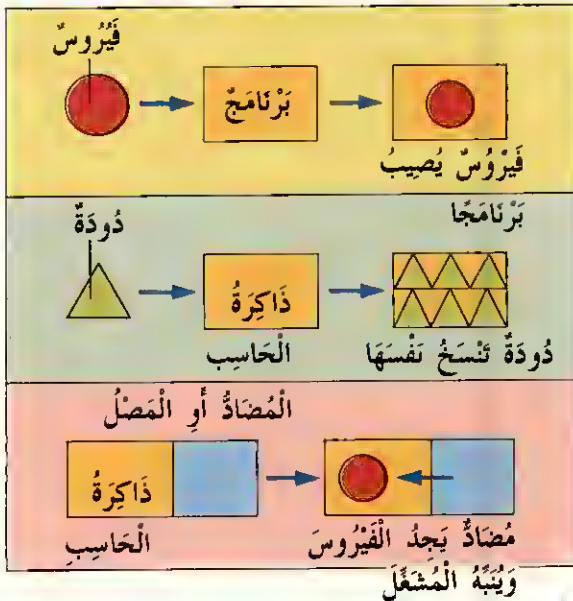 فَيْرُوسٌ
بَرْنَامَجٌ
فَيْرُوسٌ يُصِيبُ
بَرْنَامَجًا
دُودَةٌ
ذَاكِرَةُ
الْحَاسِبِ
دُودَةٌ تَنْسَخُ نَفْسَهَا
الْمُضَادُّ أَوِ الْمَصْلُ
ذَاكِرَةُ
الْحَاسِبِ
مُضَادٌّ يَجِدُ الْفَيْرُوسَ
وَيُنَبِّهُ الْمُشَغِّلَ